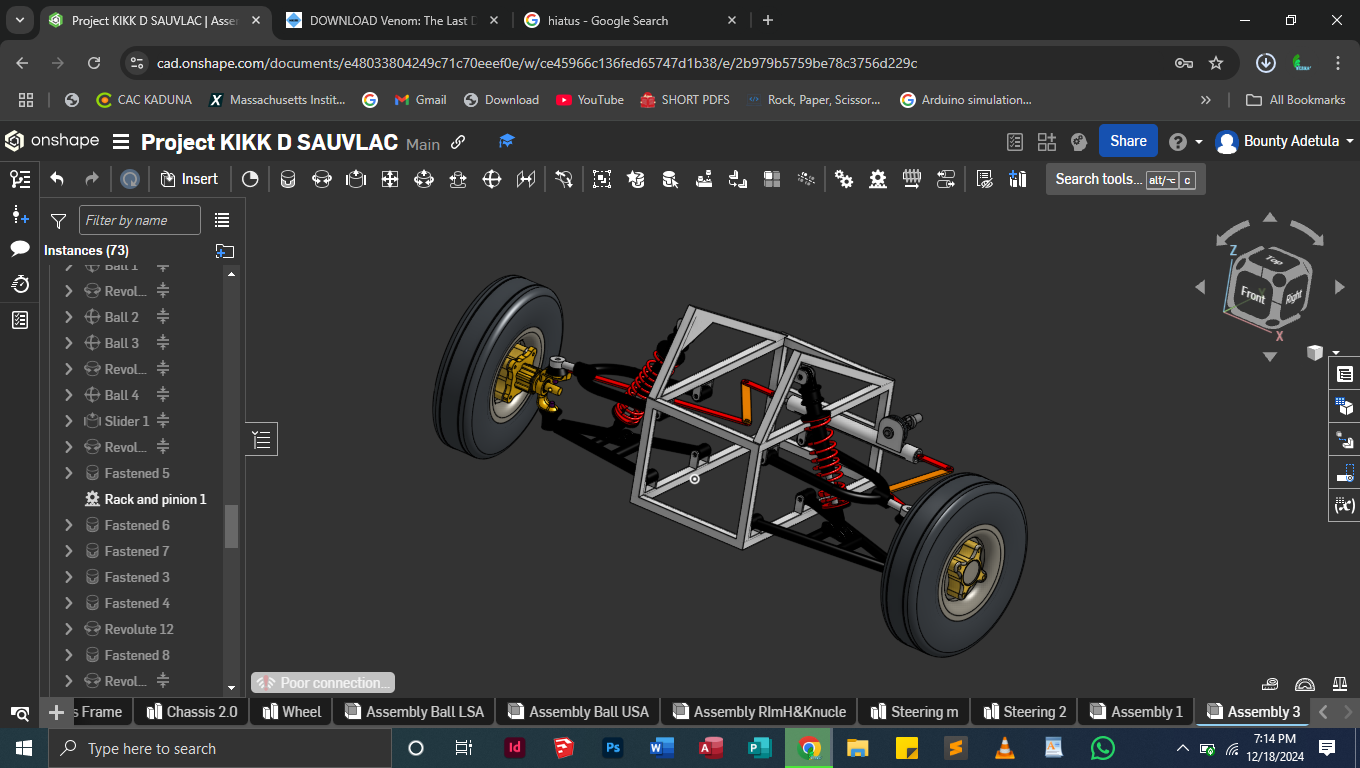 Project KIKK D SAUVLAC | Asse
DOWNLOAD Venom: The Last D
hiatus - Google Search
cad.onshape.com/documents/e48033804249c71c70eeef0e/w/ce45966c136fed65747d1b38/e/2b979b5759be78c3756d229c
CAC KADUNA
Massachusetts Instit...
Gmail
Download
YouTube
SHORT PDFS
Rock, Paper, Scissor...
Arduino simulation...
All Bookmarks
onshape
Project KIKK D SAUVLAC Main
Share
Bounty Adetula
Insert
Search tools... alt/⌥ c
Filter by name
Instances (73)
Ball 1
Revol...
Ball 2
Ball 3
Revol...
Ball 4
Slider 1
Revol...
Fastened 5
Rack and pinion 1
Fastened 6
Fastened 7
Fastened 3
Fastened 4
Revolute 12
Fastened 8
Revol...
Z
Top
Front
Right
X
Poor connection...
s Frame
Chassis 2.0
Wheel
Assembly Ball LSA
Assembly Ball USA
Assembly RImH&Knucle
Steering m
Steering 2
Assembly 1
Assembly 3
Type here to search
7:14 PM
12/18/2024